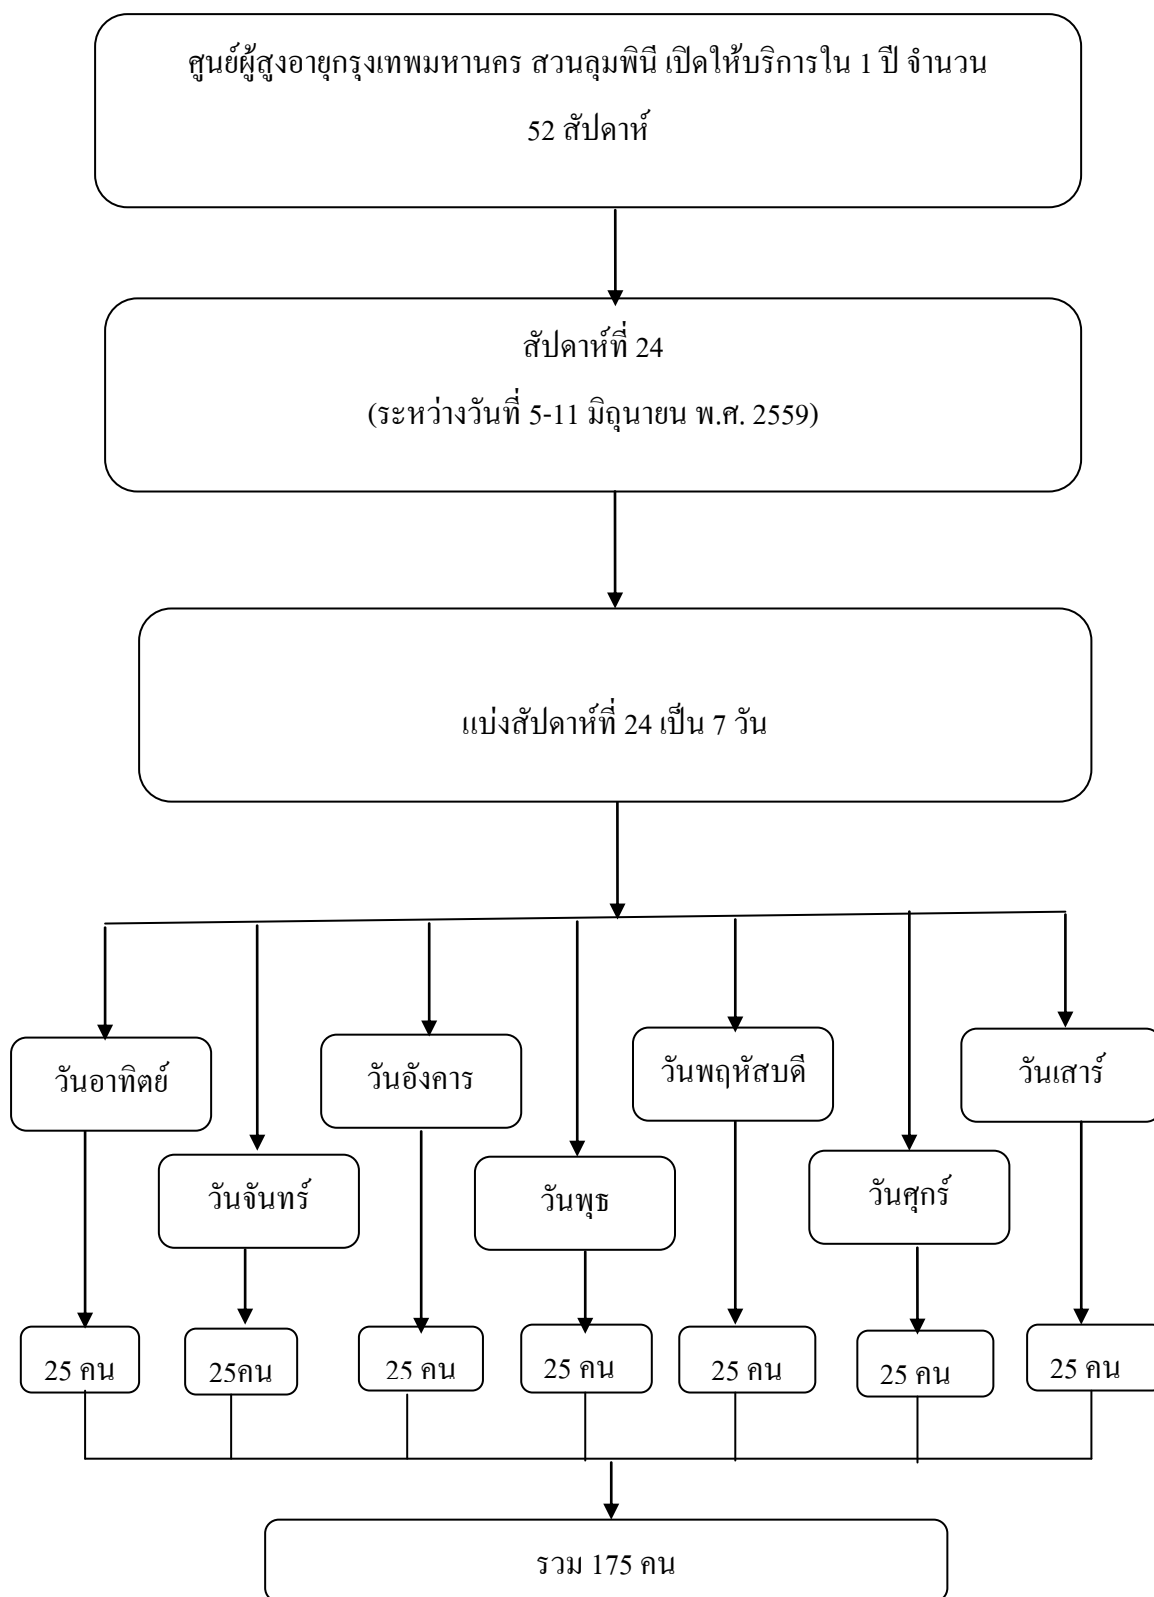 ศูนย์ผู้สูงอายุกรุงเทพมหานคร สวนลุมพินี เปิดให้บริการใน 1 ปี จำนวน
52 สัปดาห์
สัปดาห์ที่ 24
(ระหว่างวันที่ 5-11 มิถุนายน พ.ศ. 2559)
แบ่งสัปดาห์ที่ 24 เป็น 7 วัน
วันอาทิตย์
วันอังคาร
วันพฤหัสบดี
วันเสาร์
วันจันทร์
วันพุธ
วันศุกร์
25 คน
25คน
25 คน
25 คน
25 คน
25 คน
25 คน
รวม 175 คน